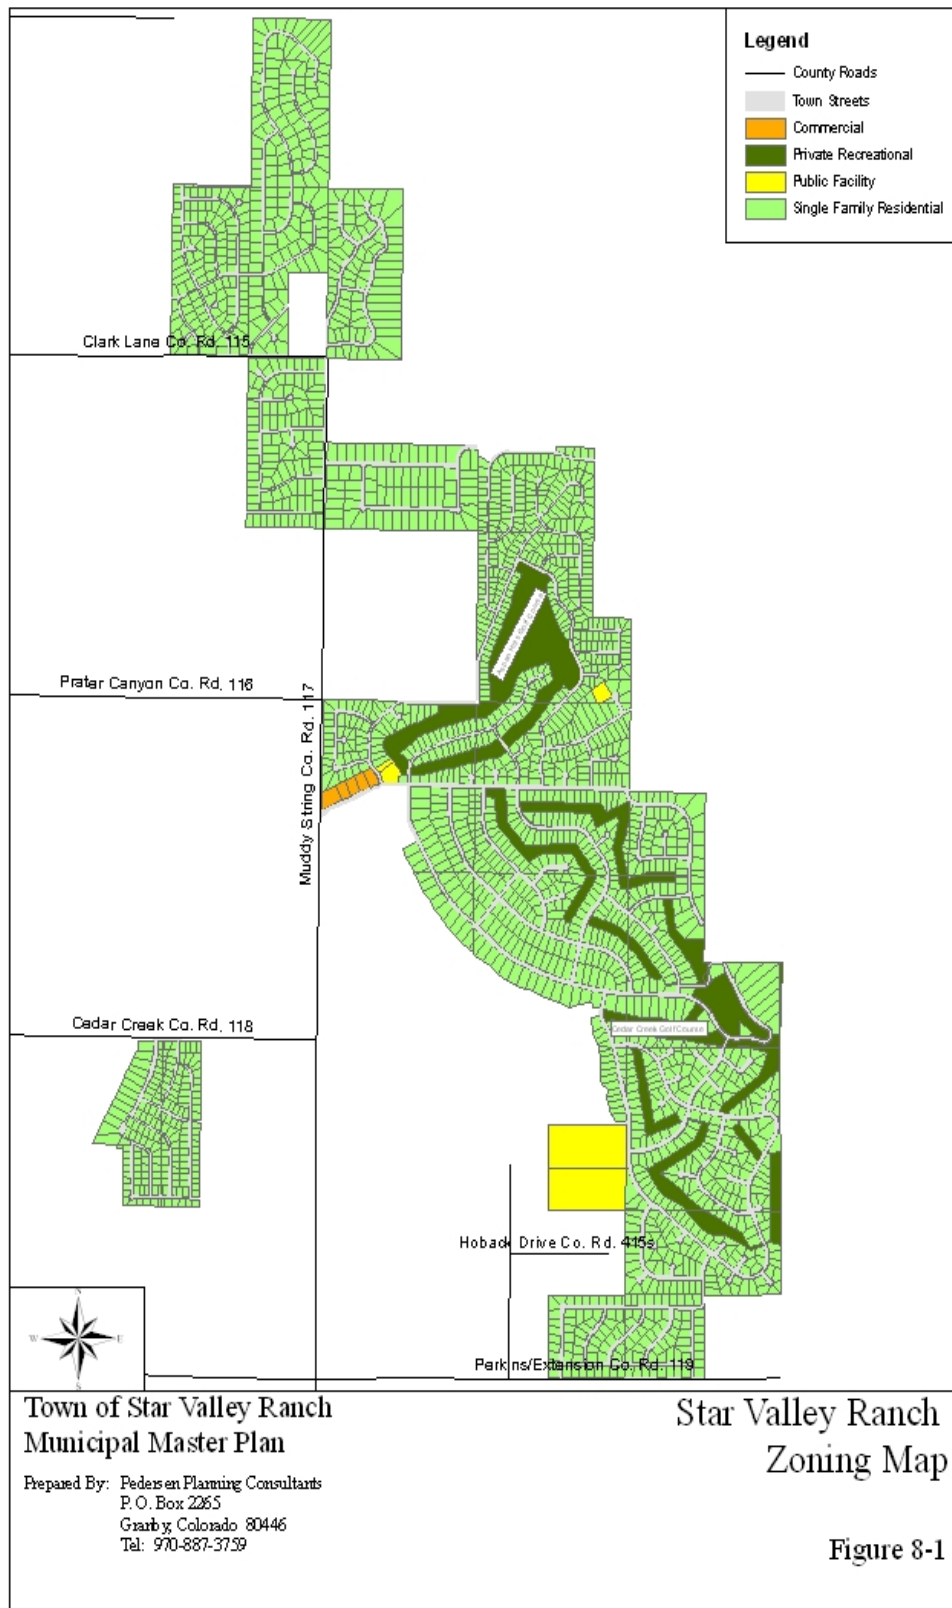 Legend
County Roads
Town Streets
Commercial
Private Recreational
Public Facility
Single Family Residential
Clark Lane Co. Rd. 115
Prater Canyon Co. Rd. 116
Muddy String Co. Rd. 117
Cedar Creek Golf Course
Cedar Creek Co. Rd. 118
Hoback Drive Co. Rd. 415s
N
W
E
S
Perkins/Extension Co. Rd. 119
Town of Star Valley Ranch
Municipal Master Plan
Prepared By: Pedersen Planning Consultants
P. O. Box 2265
Granby, Colorado 80446
Tel: 970-887-3759
Star Valley Ranch
Zoning Map
Figure 8-1